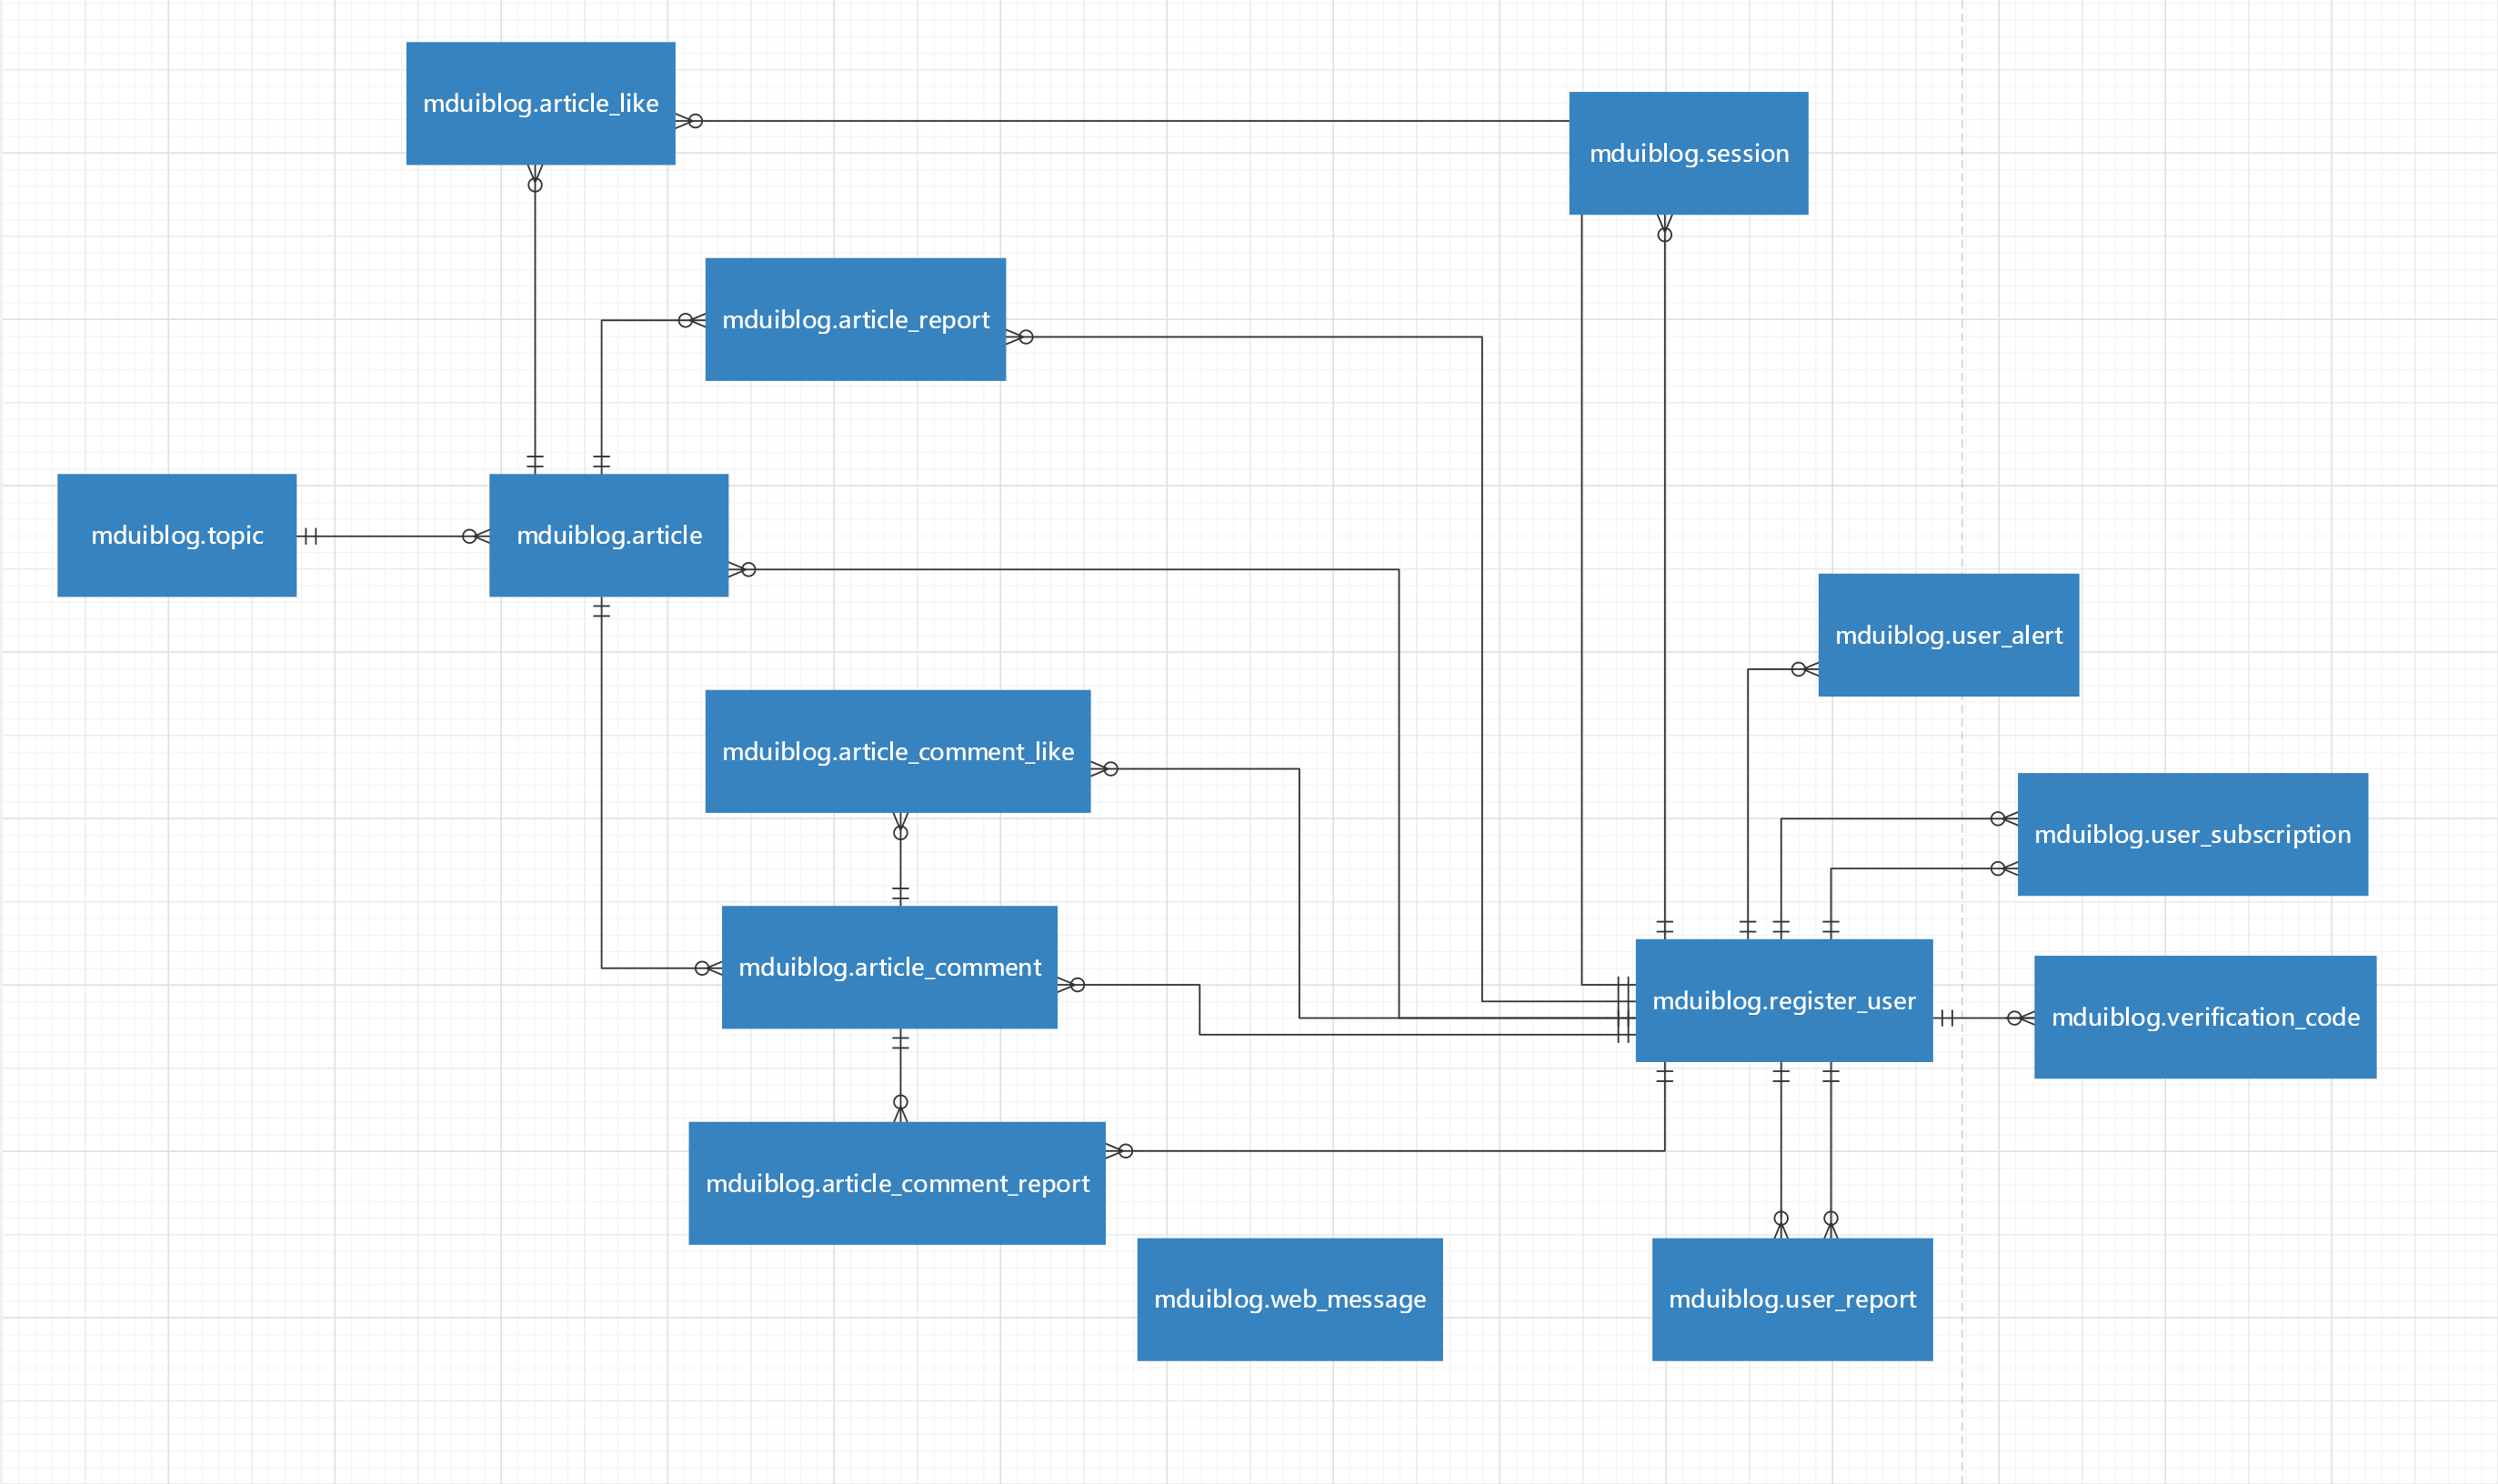 mduiblog.article_like
mduiblog.session
mduiblog.article_report
mduiblog.topic
mduiblog.article
mduiblog.user_alert
mduiblog.article_comment_like
mduiblog.user_subscription
mduiblog.article_comment
mduiblog.register_user
mduiblog.verification_code
mduiblog.article_comment_report
mduiblog.web_message
mduiblog.user_report